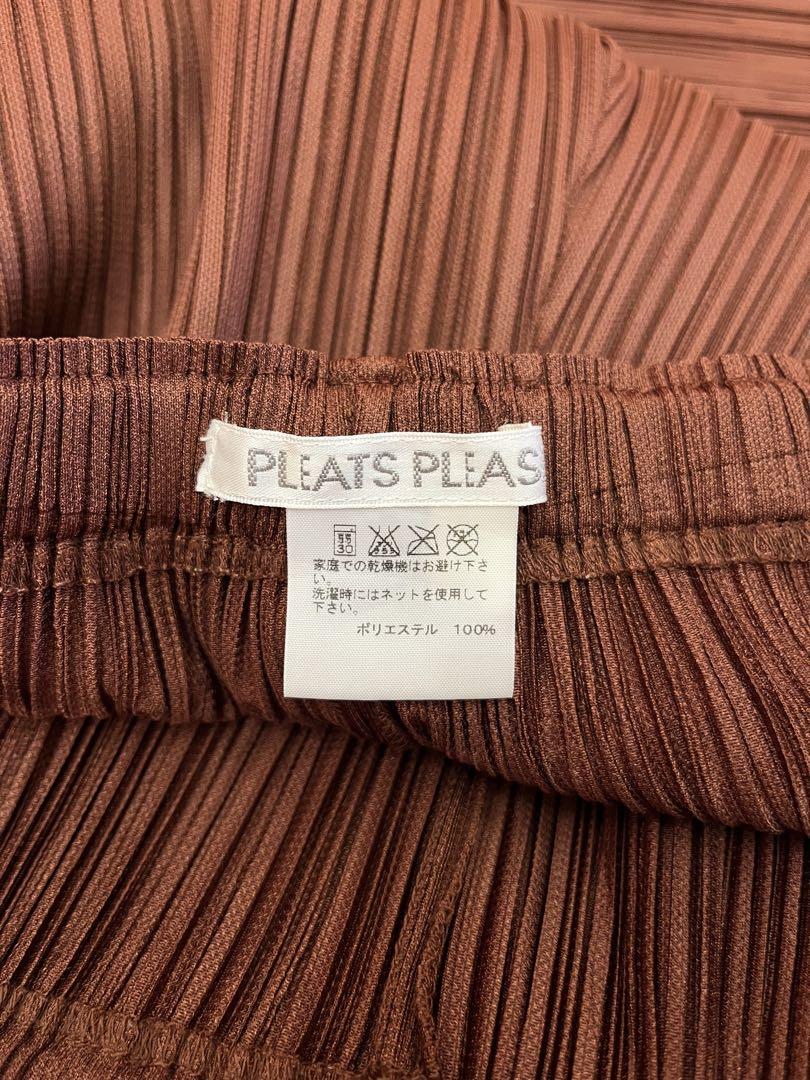 PLEATS PLEAS
30
家庭での乾燥機はお避け下さ
い。
洗濯時にはネットを使用して
下さい。
ポリエステル 100%